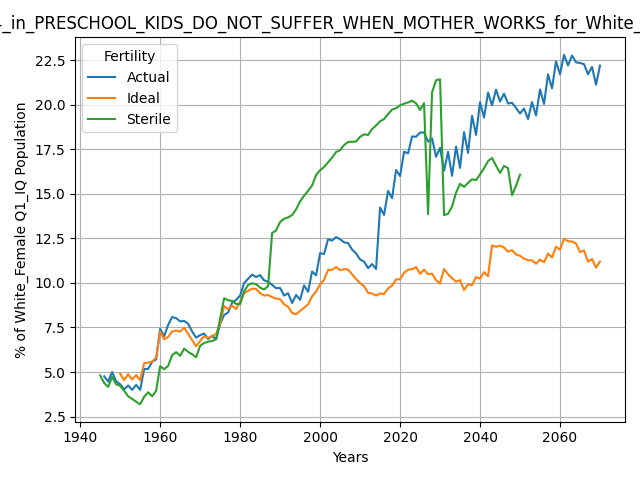 _in_PRESCHOOL_KIDS_DO_NOT_SUFFER_WHEN_MOTHER_WORKS_for_White_
Fertility
Actual
Ideal
Sterile
% of White_Female Q1_IQ Population
22.5
20.0
17.5
15.0
12.5
10.0
7.5
5.0
2.5
1940 1960 1980 2000 2020 2040 2060
Years